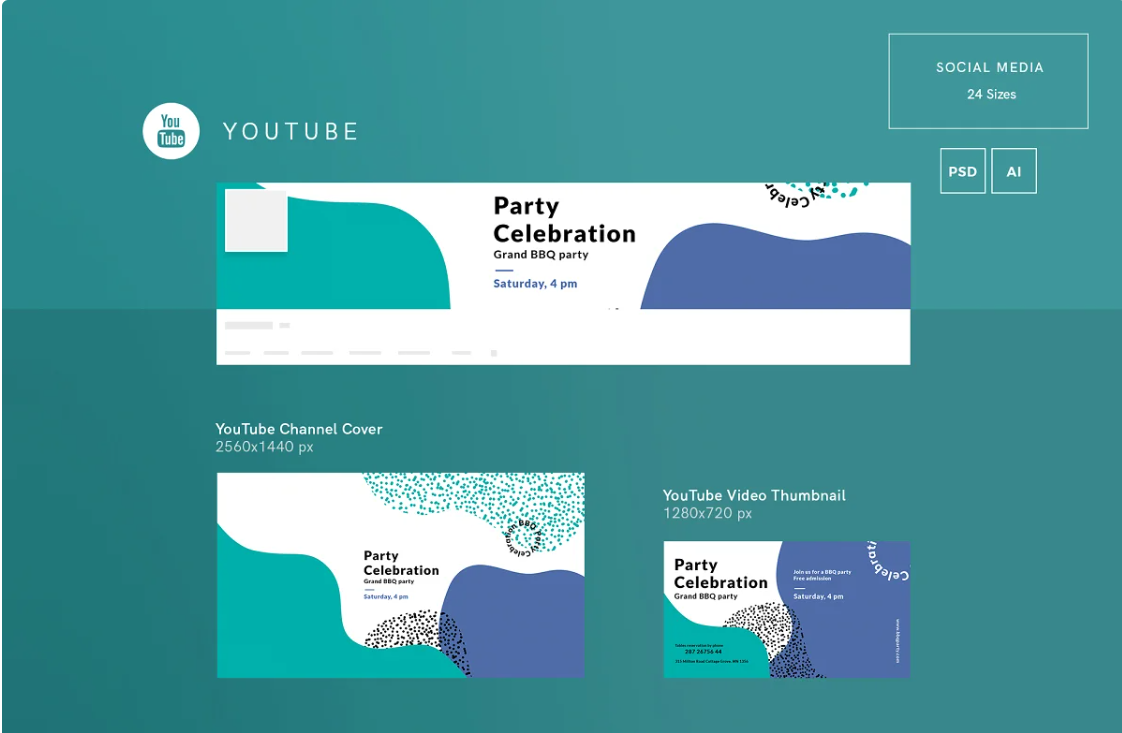 SOCIAL MEDIA
24 Sizes
PSD
AI
You
Tube
YOUTUBE
Party
Celebration
Grand BBQ party
Saturday, 4 pm
Party Celebr
YouTube Channel Cover
2560x1440 px
BBQ Party Celebration
Party
Celebration
Grand BBQ party
Saturday, 4 pm
YouTube Video Thumbnail
1280x720 px
Party
Celebration
Grand BBQ party
Join us for a BBQ party
Free admission
Saturday, 4 pm
Celebrati
287 26756 44